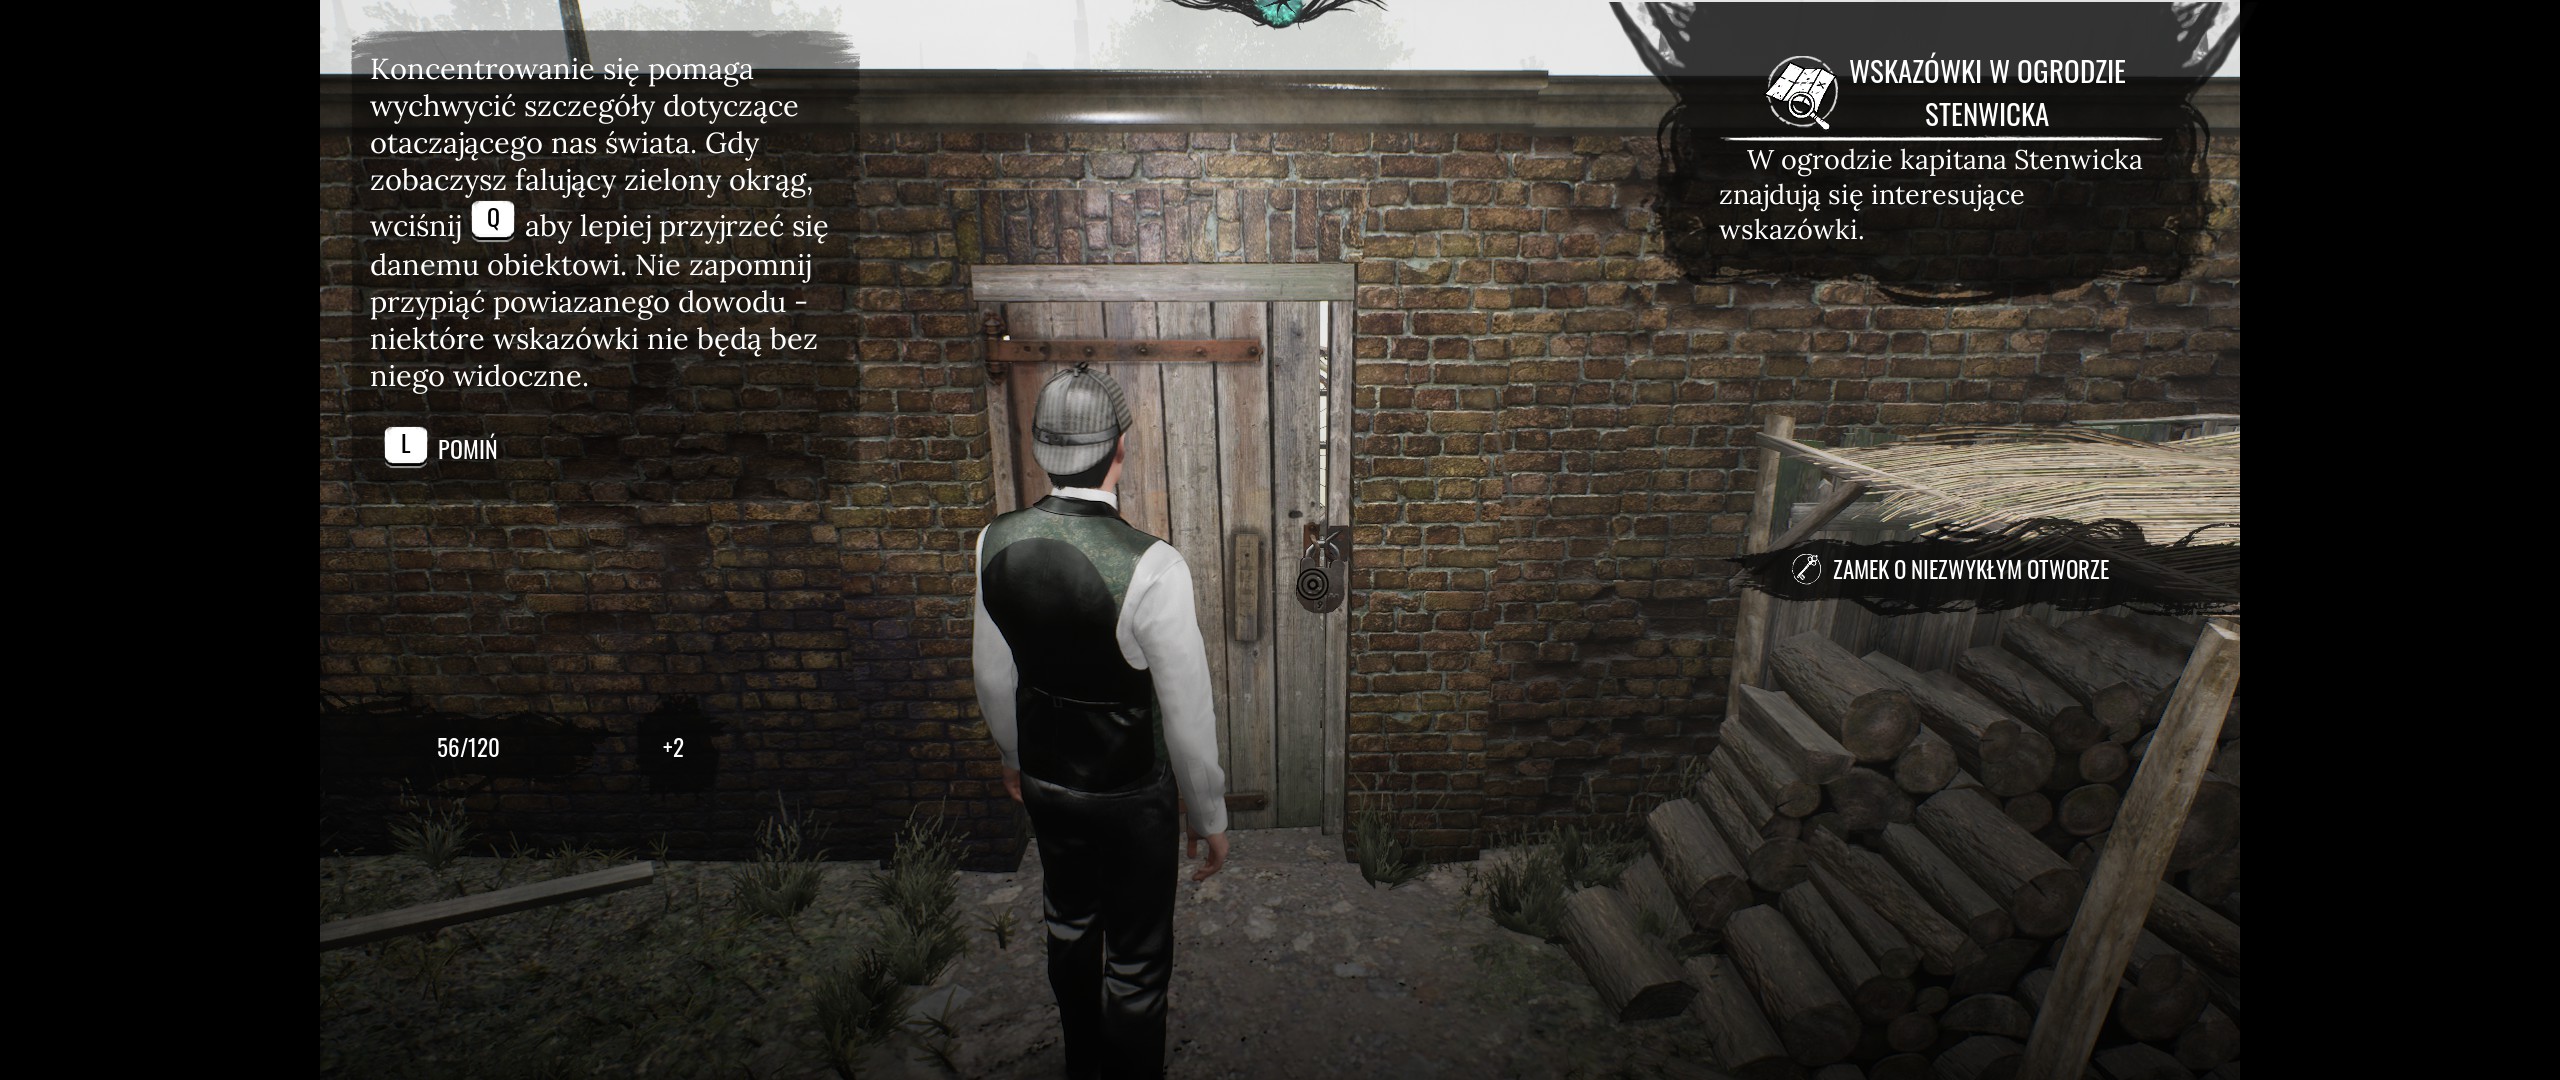 Koncentrowanie się pomaga
wychwycić szczegóły dotyczące
otaczającego nas świata. Gdy
zobaczysz falujący zielony okrąg,
wciśnij Q aby lepiej przyjrzeć się
danemu obiektowi. Nie zapomnij
przypiąć powiazanego dowodu -
niektóre wskazówki nie będą bez
niego widoczne.
L POMIŃ
WSKAZÓWKI W OGRODZIE
STENWICKA
W ogrodzie kapitana Stenwicka
znajdują się interesujące
wskazówki.
ZAMEK O NIEZWYKŁYM OTWORZE
56/120 +2